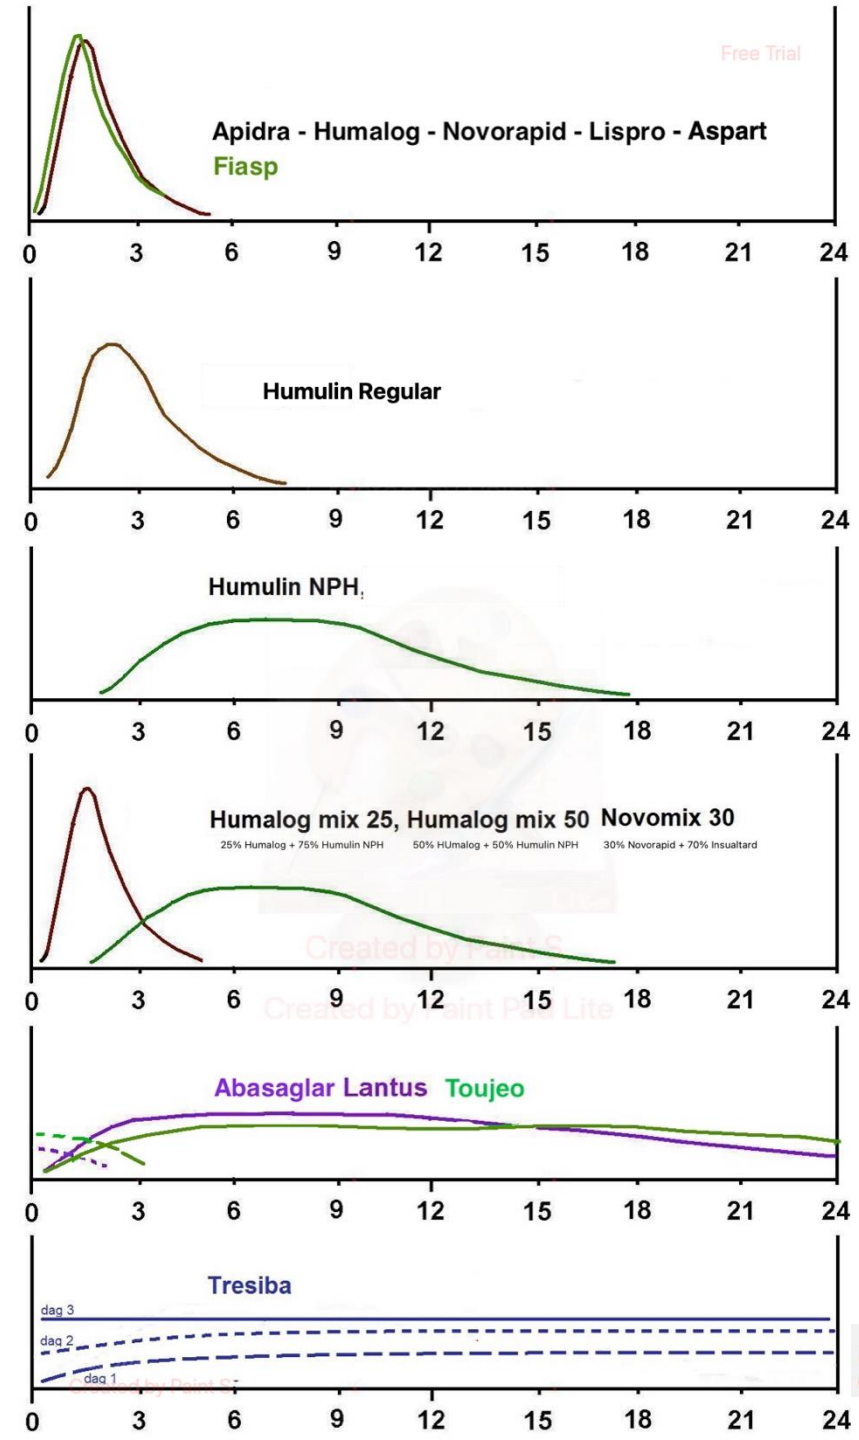 Free Trial
Apidra - Humalog - Novorapid - Lispro - Aspart
Fiasp
0 3 6 9 12 15 18 21 24
Humulin Regular
0 3 6 9 12 15 18 21 24
Humulin NPH
0 3 6 9 12 15 18 21 24
Humalog mix 25, Humalog mix 50 Novomix 30
25% Humalog + 75% Humulin NPH 50% HUmalog + 50% Humulin NPH 30% Novorapid + 70% Insualtard
Created by Paint S
0 3 6 9 12 15 18 21 24
Created by Paint Pad Lite
Abasaglar Lantus Toujeo
0 3 6 9 12 15 18 21 24
Tresiba
dag 3
dag 2
dag 1
Created by Paint S
0 3 6 9 12 15 18 21 24